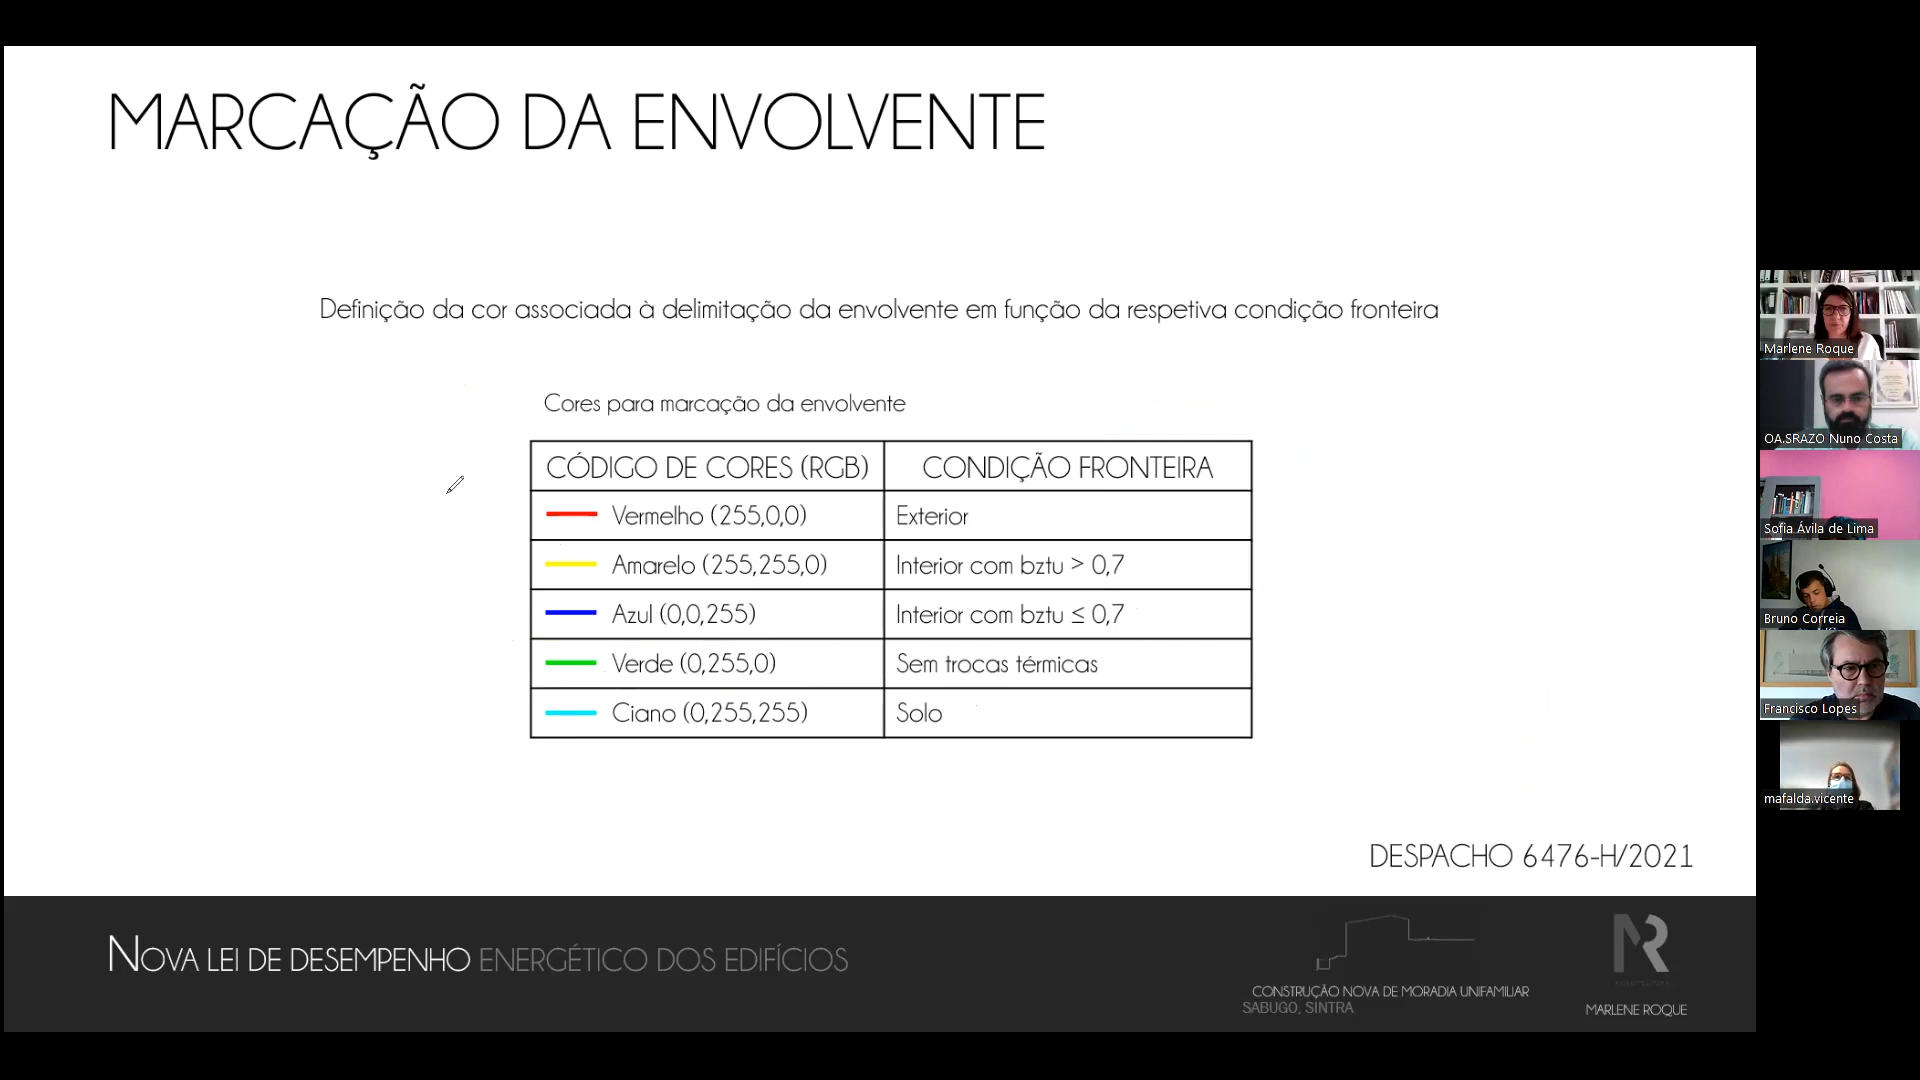 MARCAÇÃO DA ENVOLVENTE
Definição da cor associada à delimitação da envolvente em função da respetiva condição fronteira
Cores para marcação da envolvente
CÓDIGO DE CORES (RGB) CONDIÇÃO FRONTEIRA
Vermelho (255,0,0) Exterior
Amarelo (255,255,0) Interior com bztu > 0,7
Azul (0,0,255) Interior com bztu ≤ 0,7
Verde (0,255,0) Sem trocas térmicas
Ciano (0,255,255) Solo
DESPACHO 6476-H/2021
NOVA LEI DE DESEMPENHO ENERGÉTICO DOS EDIFÍCIOS
CONSTRUÇÃO NOVA DE MORADIA UNIFAMILIAR
SABUGO, SINTRA
MR
MARLENE ROQUE
Marlene Roque
OA.SRAZO Nuno Costa
Sofia Ávila de Lima
Bruno Correia
Francisco Lopes
mafalda.vicente